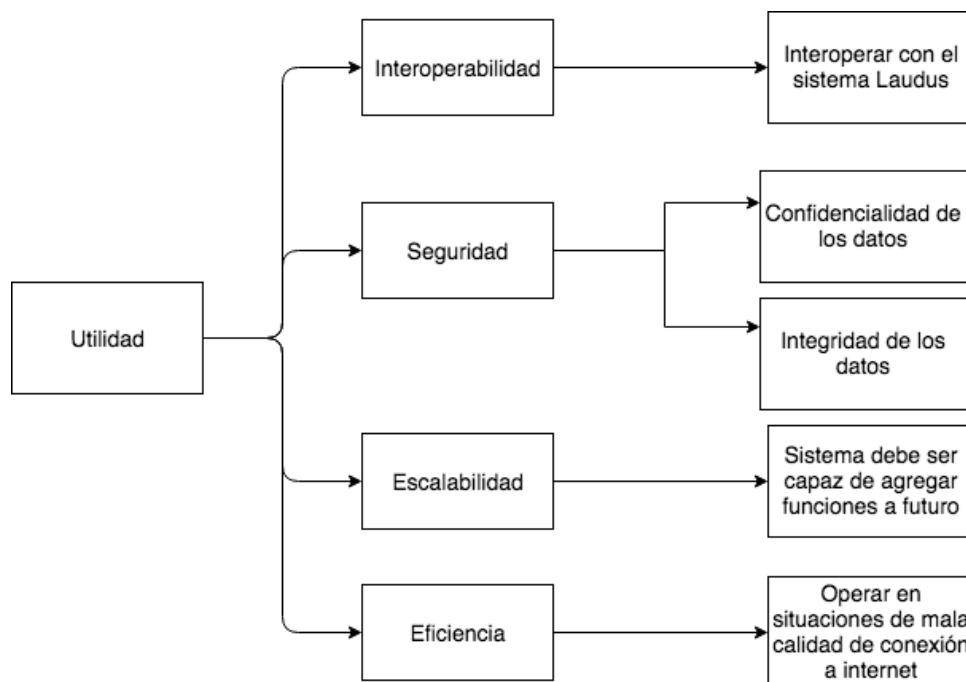 Interoperabilidad
Interoperar con el
sistema Laudus
Seguridad
Confidencialidad de
los datos
Utilidad
Integridad de los
datos
Escalabilidad
Sistema debe ser
capaz de agregar
funciones a futuro
Eficiencia
Operar en
situaciones de mala
calidad de conexión
a internet